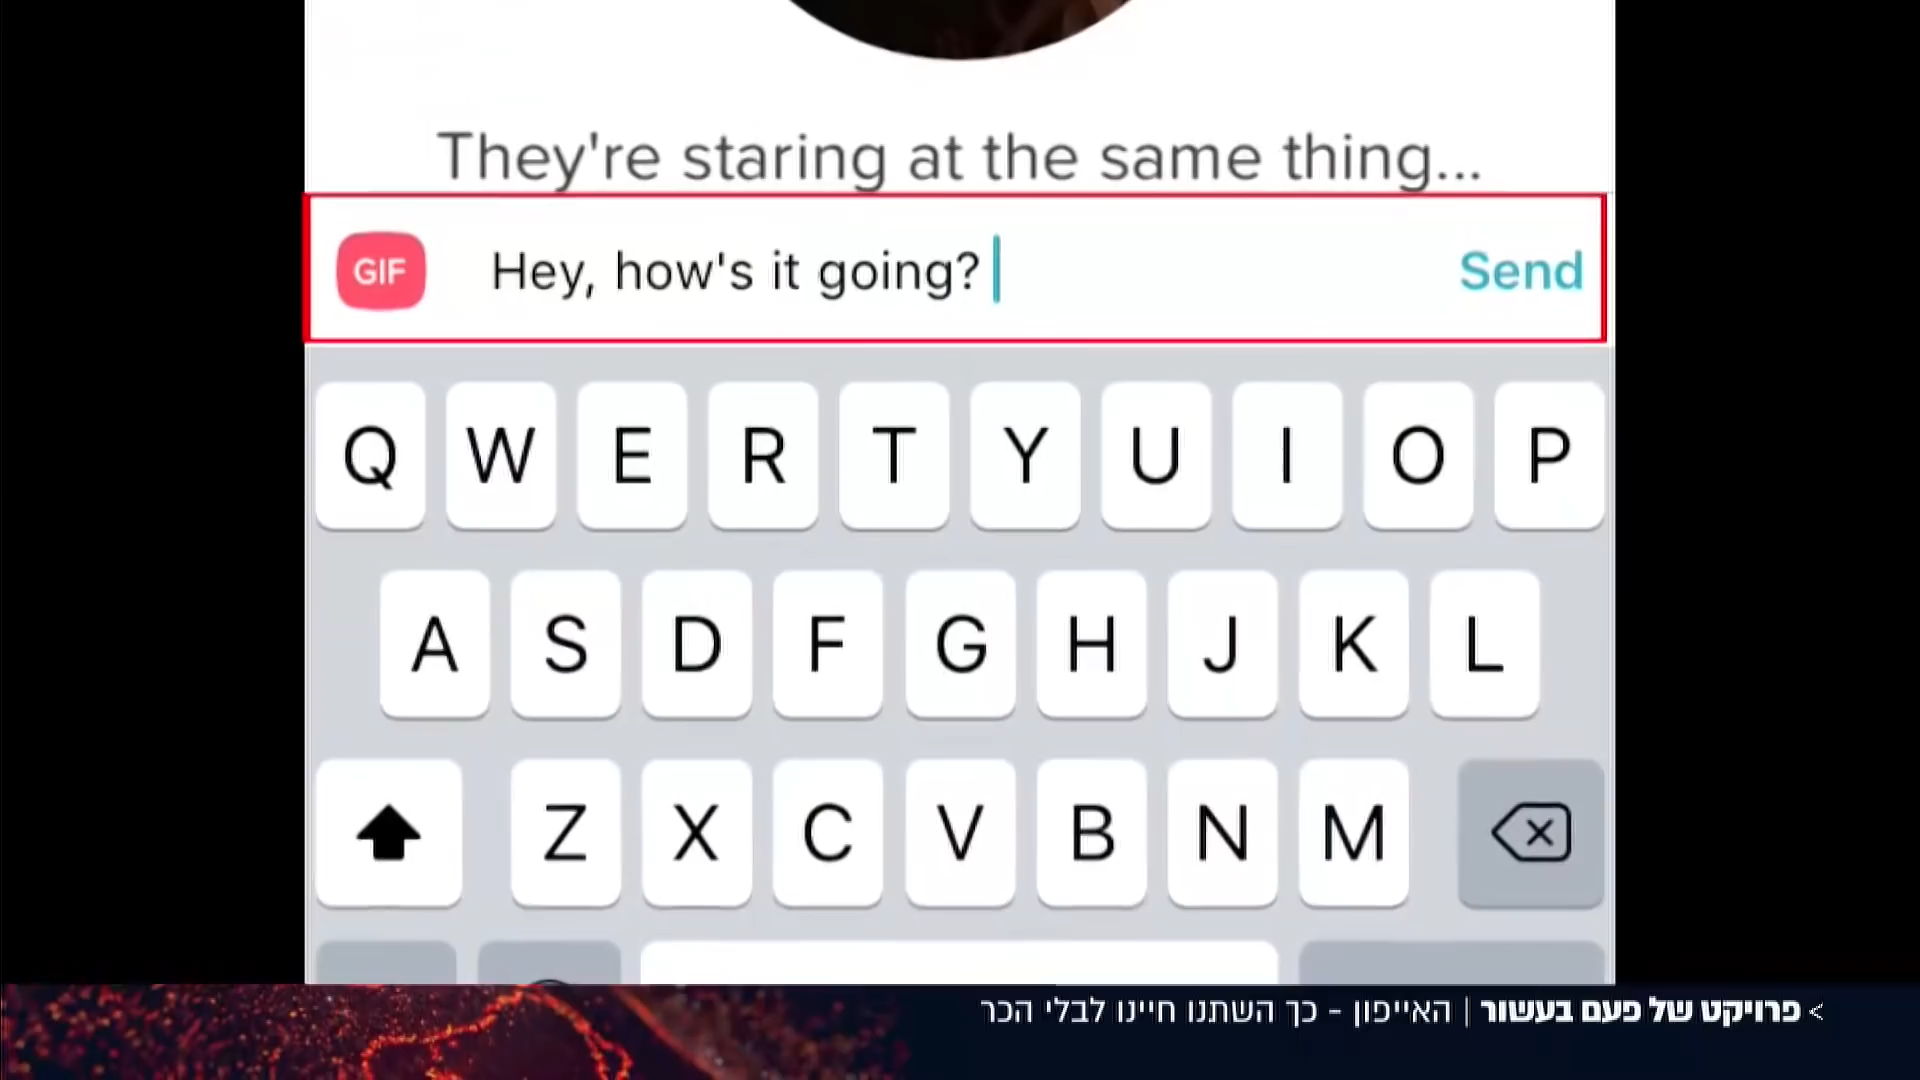 They're staring at the same thing...
GIF Hey, how's it going? Send
Q W E R T Y U I O P
A S D F G H J K L
Z X C V B N M
> פרויקט של פעם בעשור | האייפון - כך השתנו חיינו לבלי הכר